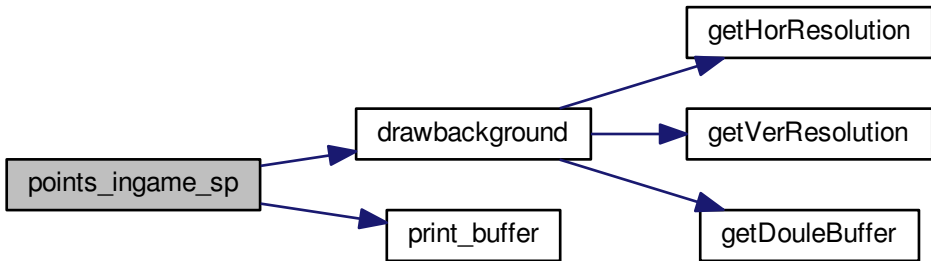 points_ingame_sp
drawbackground
print_buffer
getHorResolution
getVerResolution
getDouleBuffer